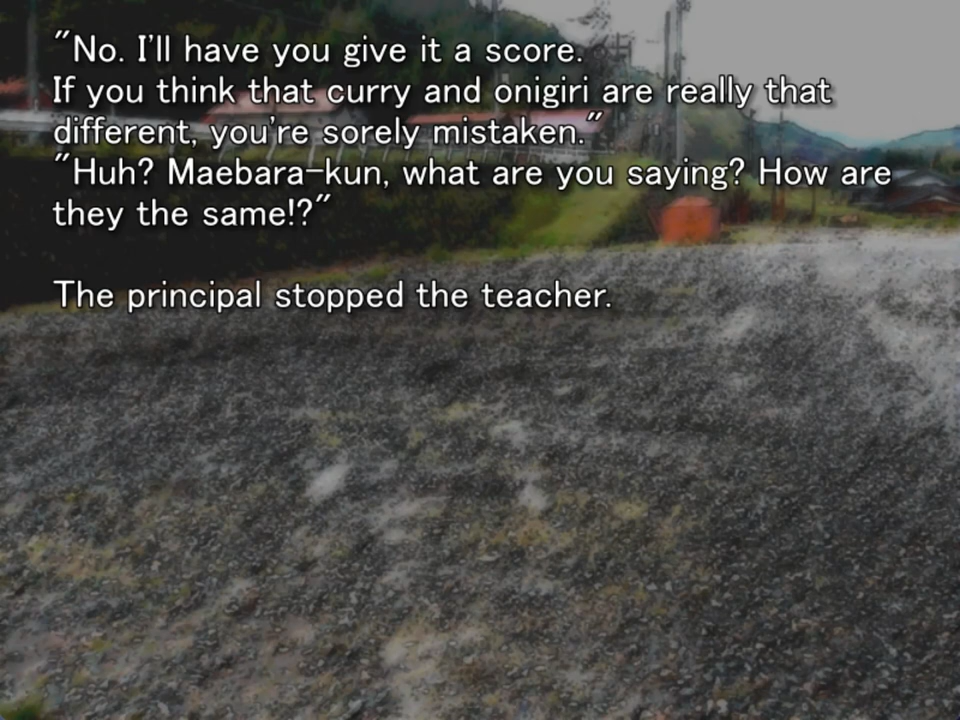 "No. I'll have you give it a score.
If you think that curry and onigiri are really that
different, you're sorely mistaken."
"Huh? Maebara-kun, what are you saying? How are
they the same!?"
The principal stopped the teacher.